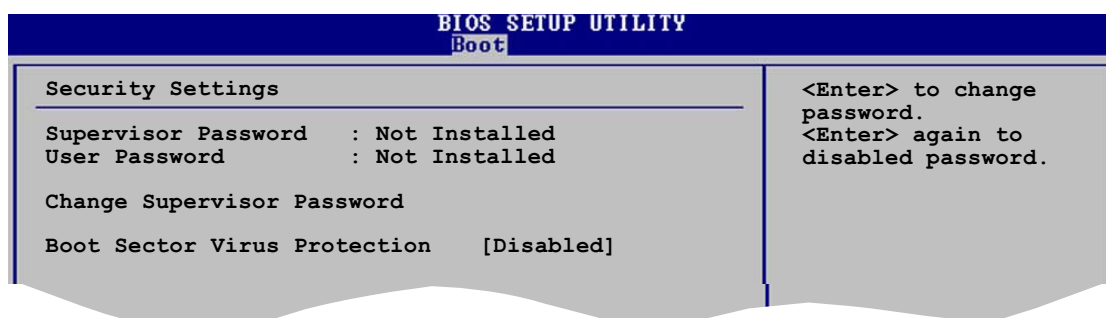 BIOS SETUP UTILITY
Boot
Security Settings
Supervisor Password : Not Installed
User Password : Not Installed
Change Supervisor Password
Boot Sector Virus Protection [Disabled]
<Enter> to change
password.
<Enter> again to
disabled password.